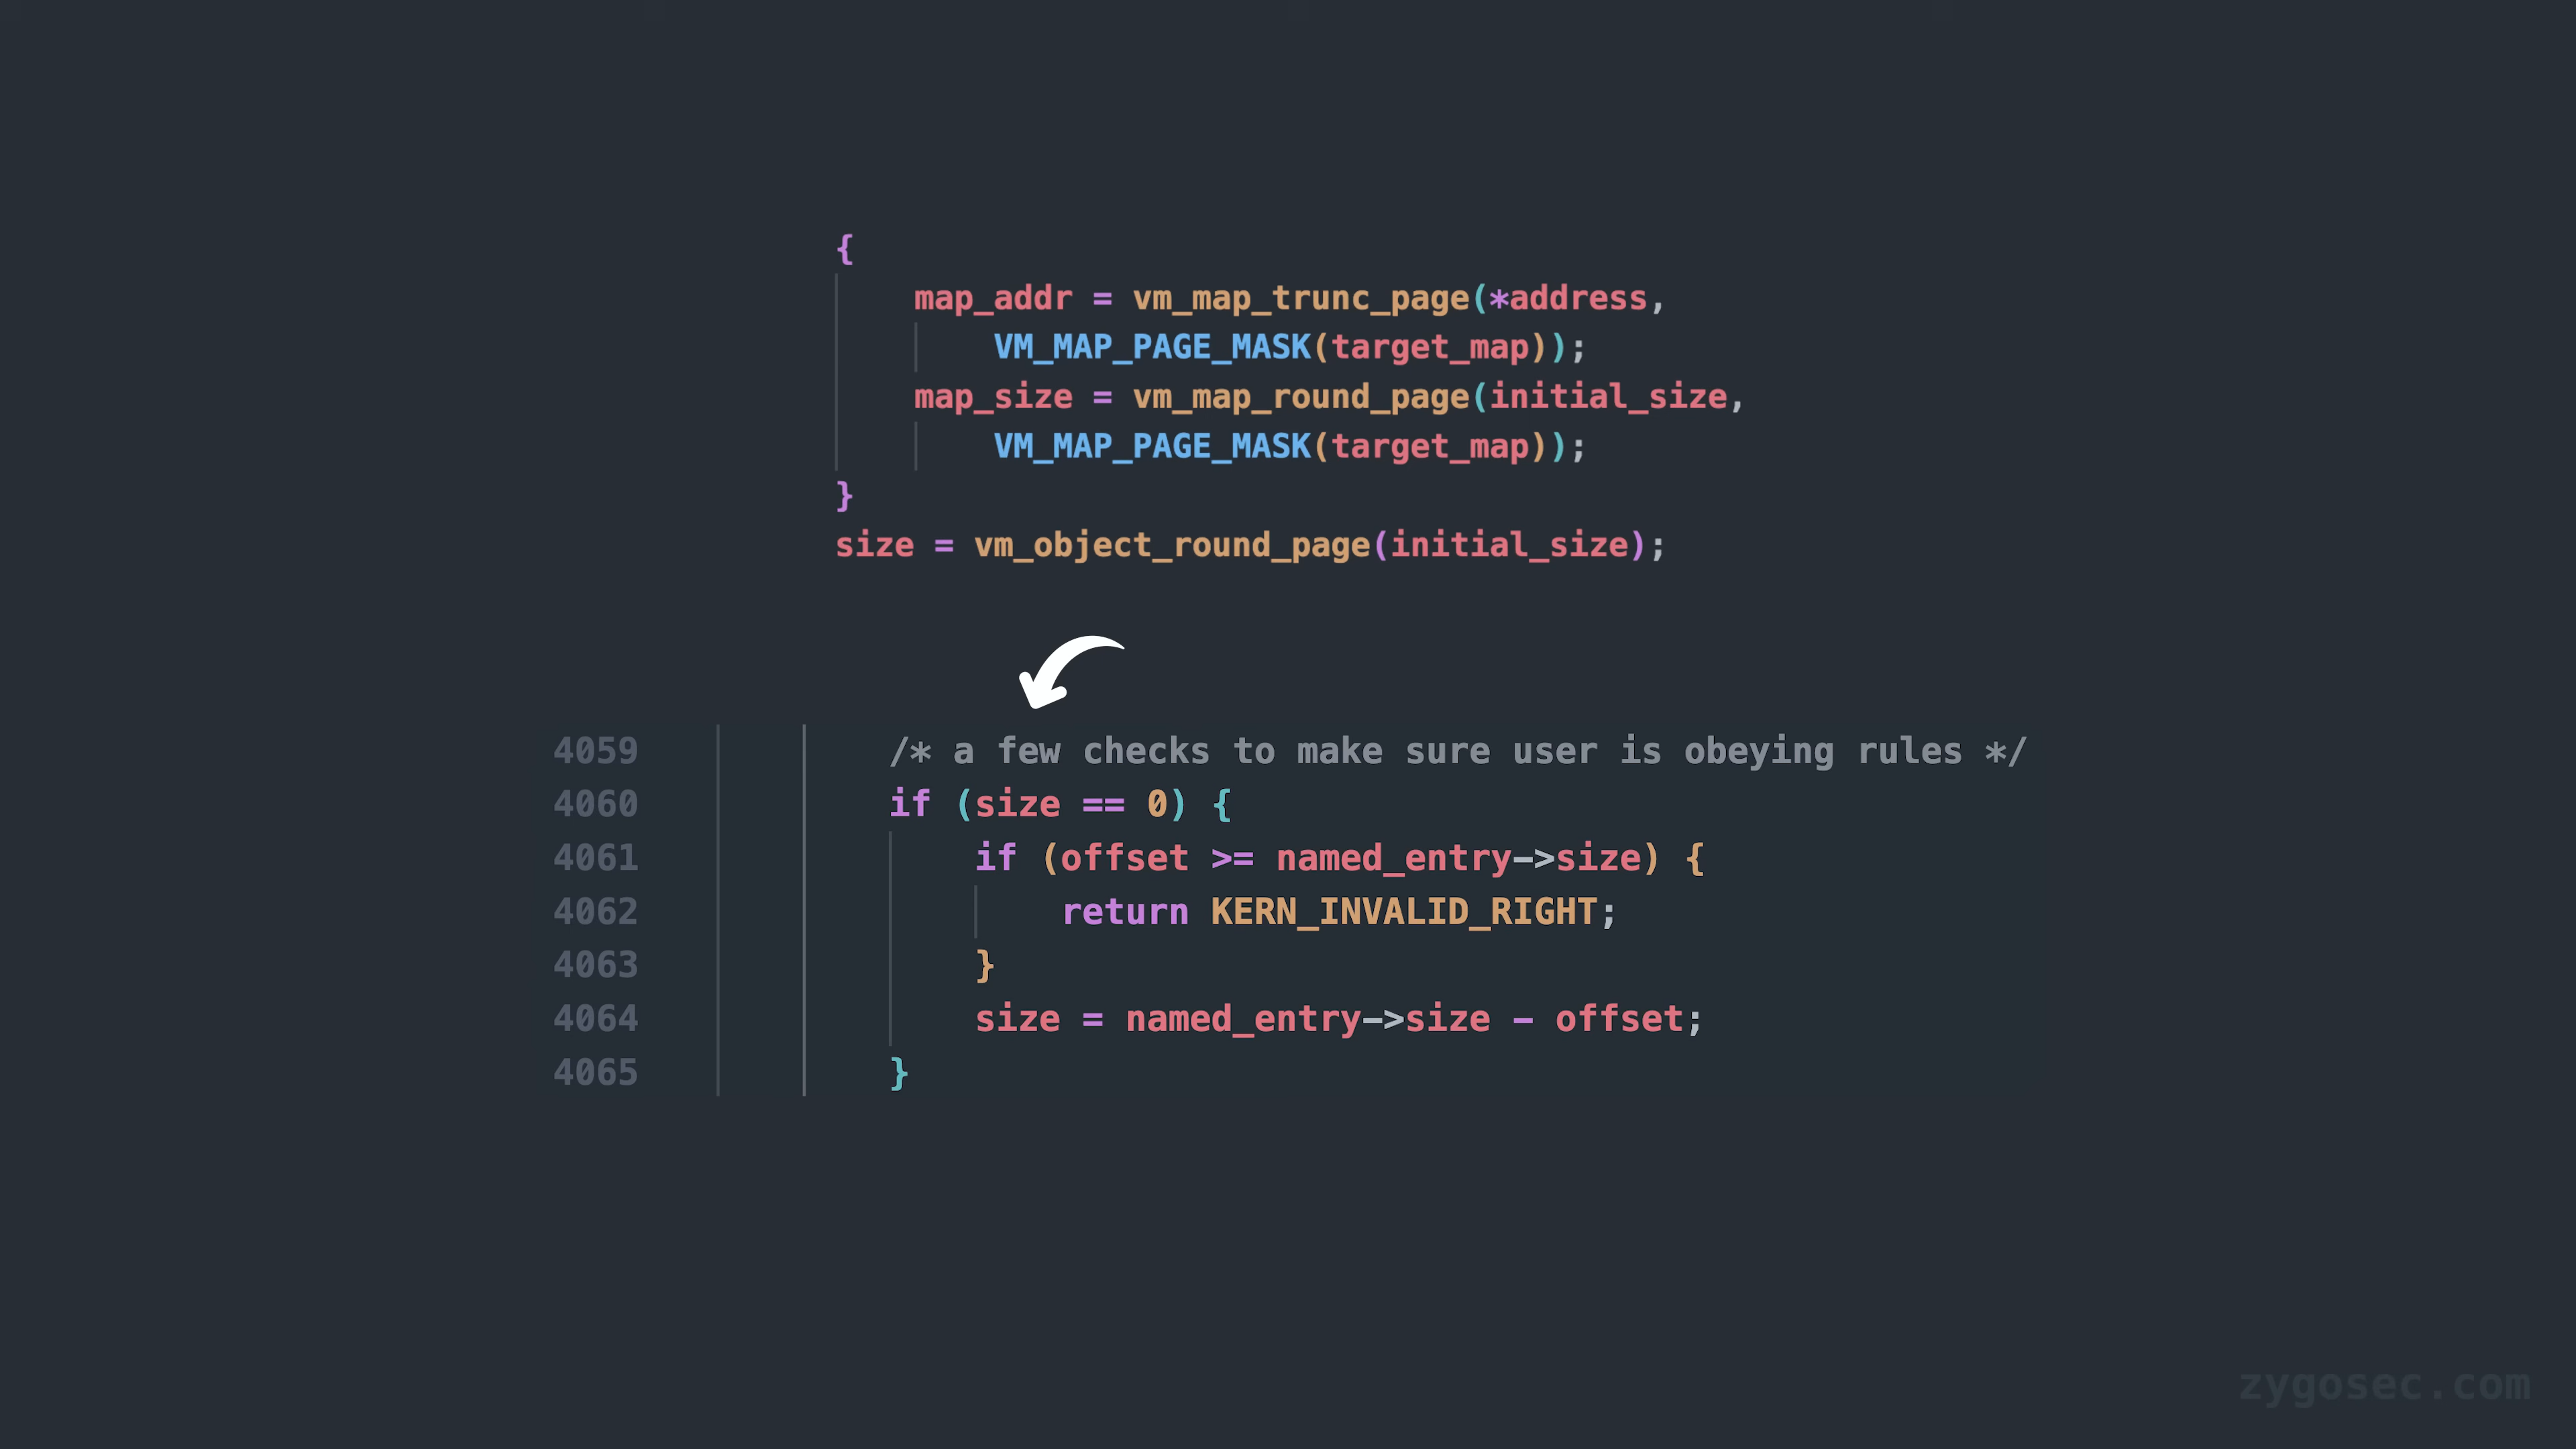 {
map_addr = vm_map_trunc_page(*address,
VM_MAP_PAGE_MASK(target_map));
map_size = vm_map_round_page(initial_size,
VM_MAP_PAGE_MASK(target_map));
}
size = vm_object_round_page(initial_size);
4059 /* a few checks to make sure user is obeying rules */
4060 if (size == 0) {
4061 if (offset >= named_entry->size) {
4062 return KERN_INVALID_RIGHT;
4063 }
4064 size = named_entry->size - offset;
4065 }
zygosec.com